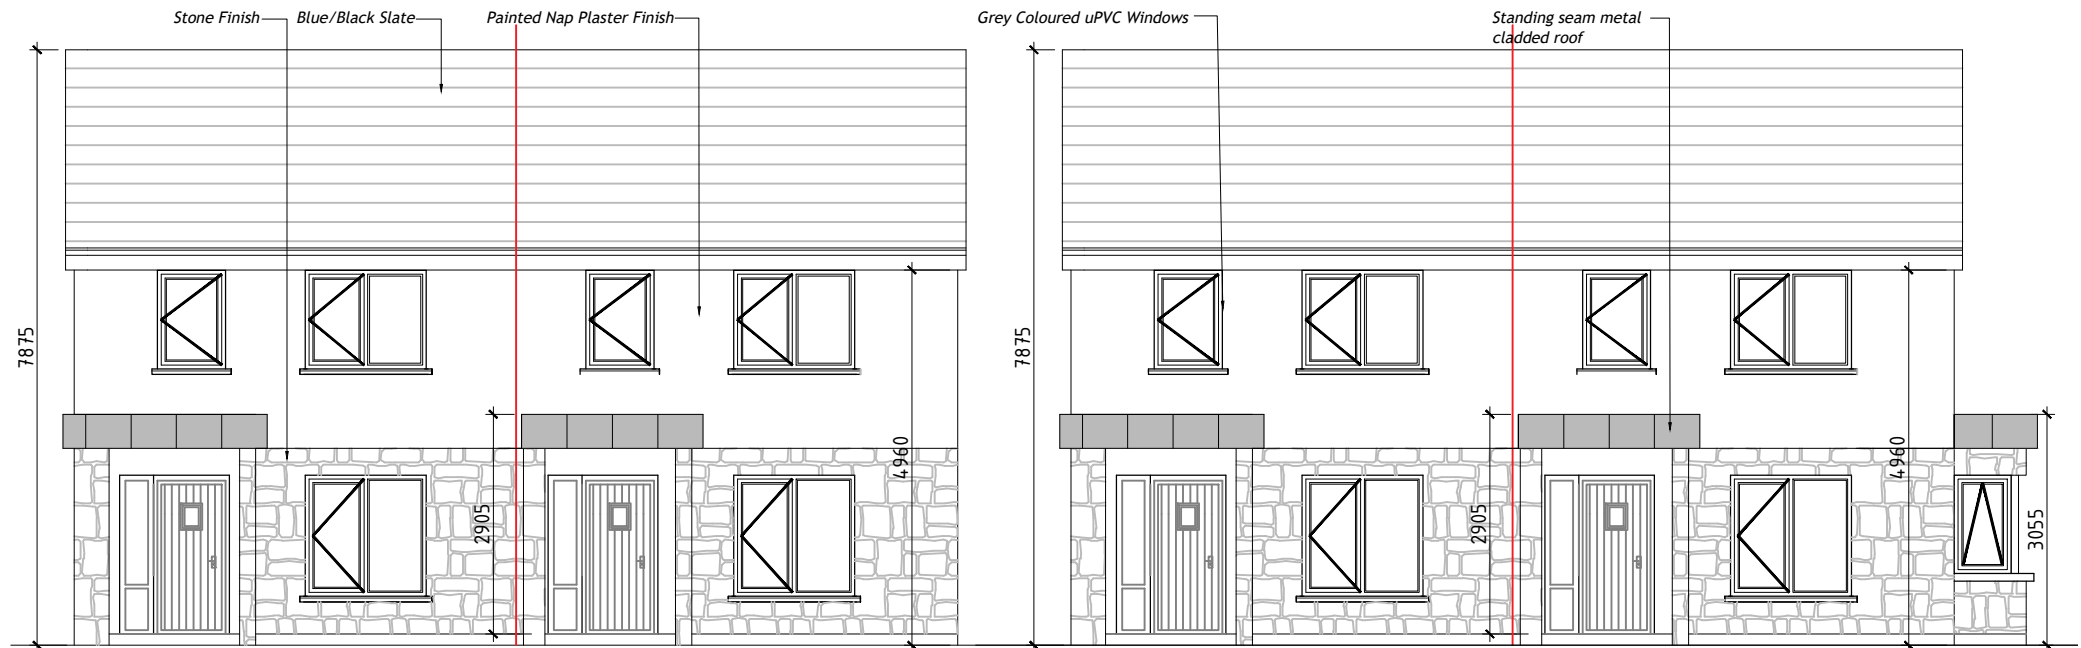 Stone Finish
Blue/Black Slate
Painted Nap Plaster Finish
Grey Coloured uPVC Windows
Standing seam metal
cladded roof
7875
2905
4960
7875
2905
4960
3055